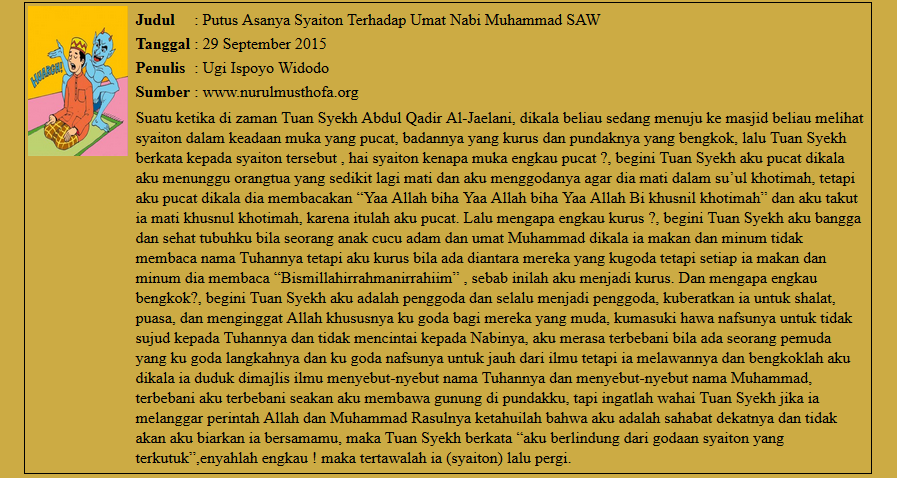 HUAACH!
Judul : Putus Asanya Syaiton Terhadap Umat Nabi Muhammad SAW
Tanggal : 29 September 2015
Penulis : Ugi Ispoyo Widodo
Sumber : www.nurulmusthofa.org
Suatu ketika di zaman Tuan Syekh Abdul Qadir Al-Jaelani, dikala beliau sedang menuju ke masjid beliau melihat
syaiton dalam keadaan muka yang pucat, badannya yang kurus dan pundaknya yang bengkok, lalu Tuan Syekh
berkata kepada syaiton tersebut , hai syaiton kenapa muka engkau pucat ?, begini Tuan Syekh aku pucat dikala
aku menunggu orangtua yang sedikit lagi mati dan aku menggodanya agar dia mati dalam su’ul khotimah, tetapi
aku pucat dikala dia membacakan “Yaa Allah biha Yaa Allah biha Yaa Allah Bi khusnil khotimah” dan aku takut
ia mati khusnul khotimah, karena itulah aku pucat. Lalu mengapa engkau kurus ?, begini Tuan Syekh aku bangga
dan sehat tubuhku bila seorang anak cucu adam dan umat Muhammad dikala ia makan dan minum tidak
membaca nama Tuhannya tetapi aku kurus bila ada diantara mereka yang kugoda tetapi setiap ia makan dan
minum dia membaca “Bismillahirrahmanirrahiim” , sebab inilah aku menjadi kurus. Dan mengapa engkau
bengkok?, begini Tuan Syekh aku adalah penggoda dan selalu menjadi penggoda, kuberatkan ia untuk shalat,
puasa, dan menginggat Allah khususnya ku goda bagi mereka yang muda, kumasuki hawa nafsunya untuk tidak
sujud kepada Tuhannya dan tidak mencintai kepada Nabinya, aku merasa terbebani bila ada seorang pemuda
yang ku goda langkahnya dan ku goda nafsunya untuk jauh dari ilmu tetapi ia melawannya dan bengkoklah aku
dikala ia duduk dimajlis ilmu menyebut-nyebut nama Tuhannya dan menyebut-nyebut nama Muhammad,
terbebani aku terbebani seakan aku membawa gunung di pundakku, tapi ingatlah wahai Tuan Syekh jika ia
melanggar perintah Allah dan Muhammad Rasulnya ketahuilah bahwa aku adalah sahabat dekatnya dan tidak
akan aku biarkan ia bersamamu, maka Tuan Syekh berkata “aku berlindung dari godaan syaiton yang
terkutuk”,enyahlah engkau ! maka tertawalah ia (syaiton) lalu pergi.